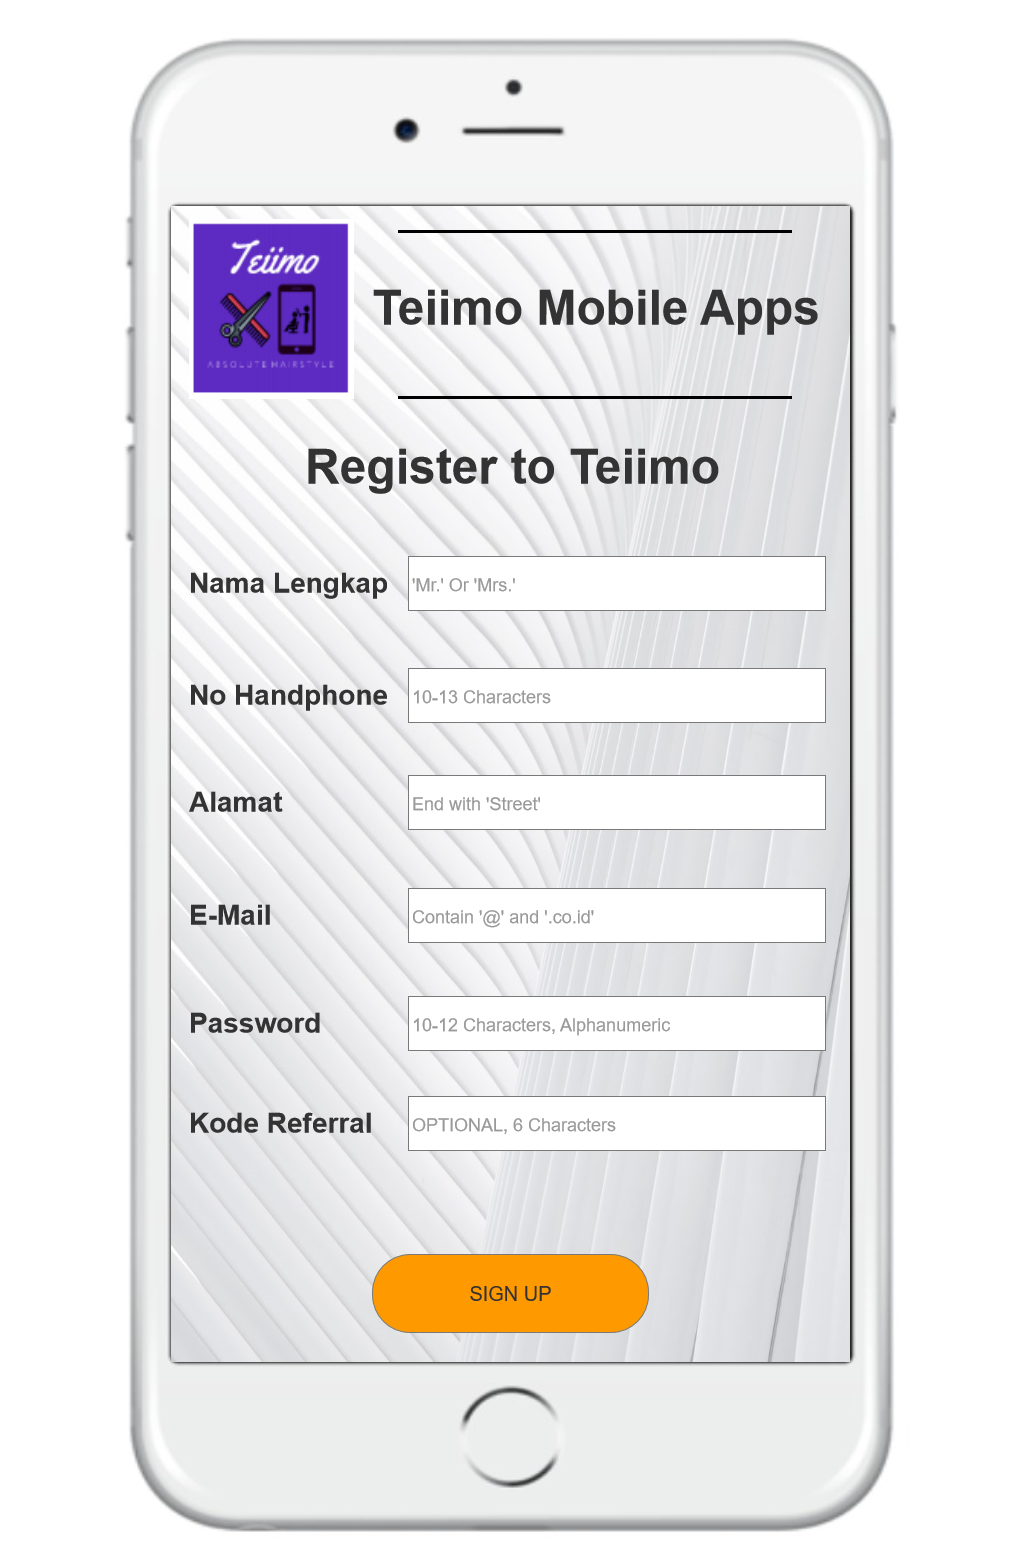 Teiimo
ABSOLUTE HAIRSTYLE
Teiimo Mobile Apps
Register to Teiimo
Nama Lengkap 'Mr.' Or 'Mrs.'
No Handphone 10-13 Characters
Alamat End with 'Street'
E-Mail Contain '@' and '.co.id'
Password 10-12 Characters, Alphanumeric
Kode Referral OPTIONAL, 6 Characters
SIGN UP